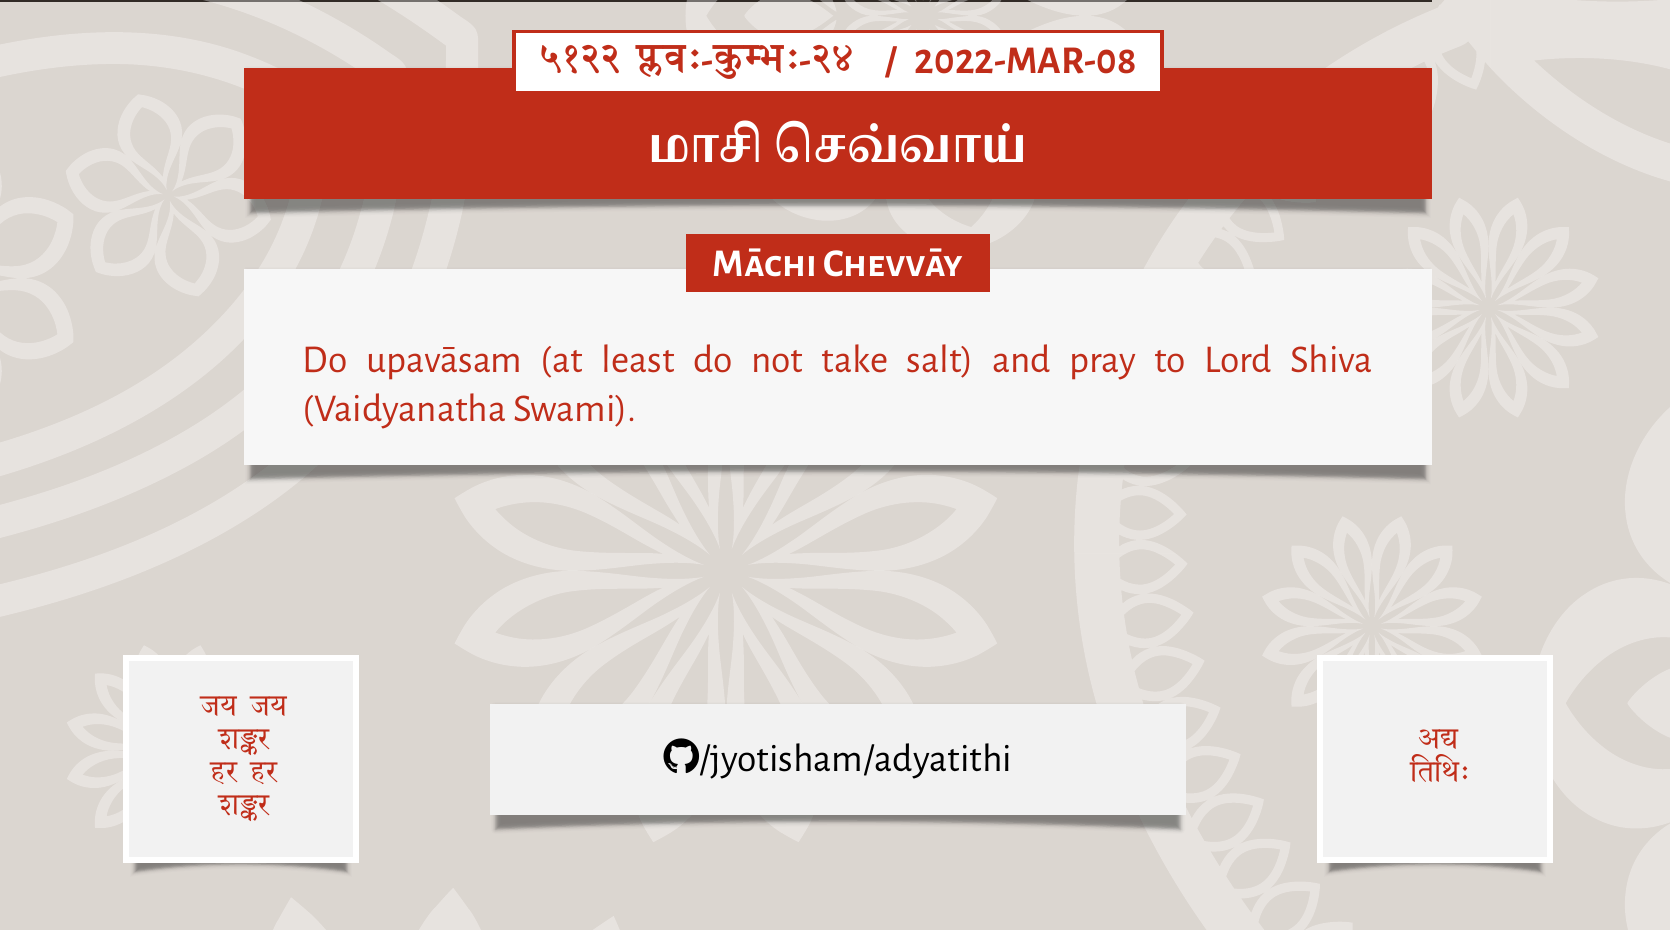 ५१२२ प्लवः-कुम्भः-२४ / 2022-MAR-08
மாசி செவ்வாய்
Māchi Chevvāy
Do upavāsam (at least do not take salt) and pray to Lord Shiva
(Vaidyanatha Swami).
जय जय
शङ्कर
हर हर
शङ्कर
/jyotisham/adyatithi
अद्य
तिथिः